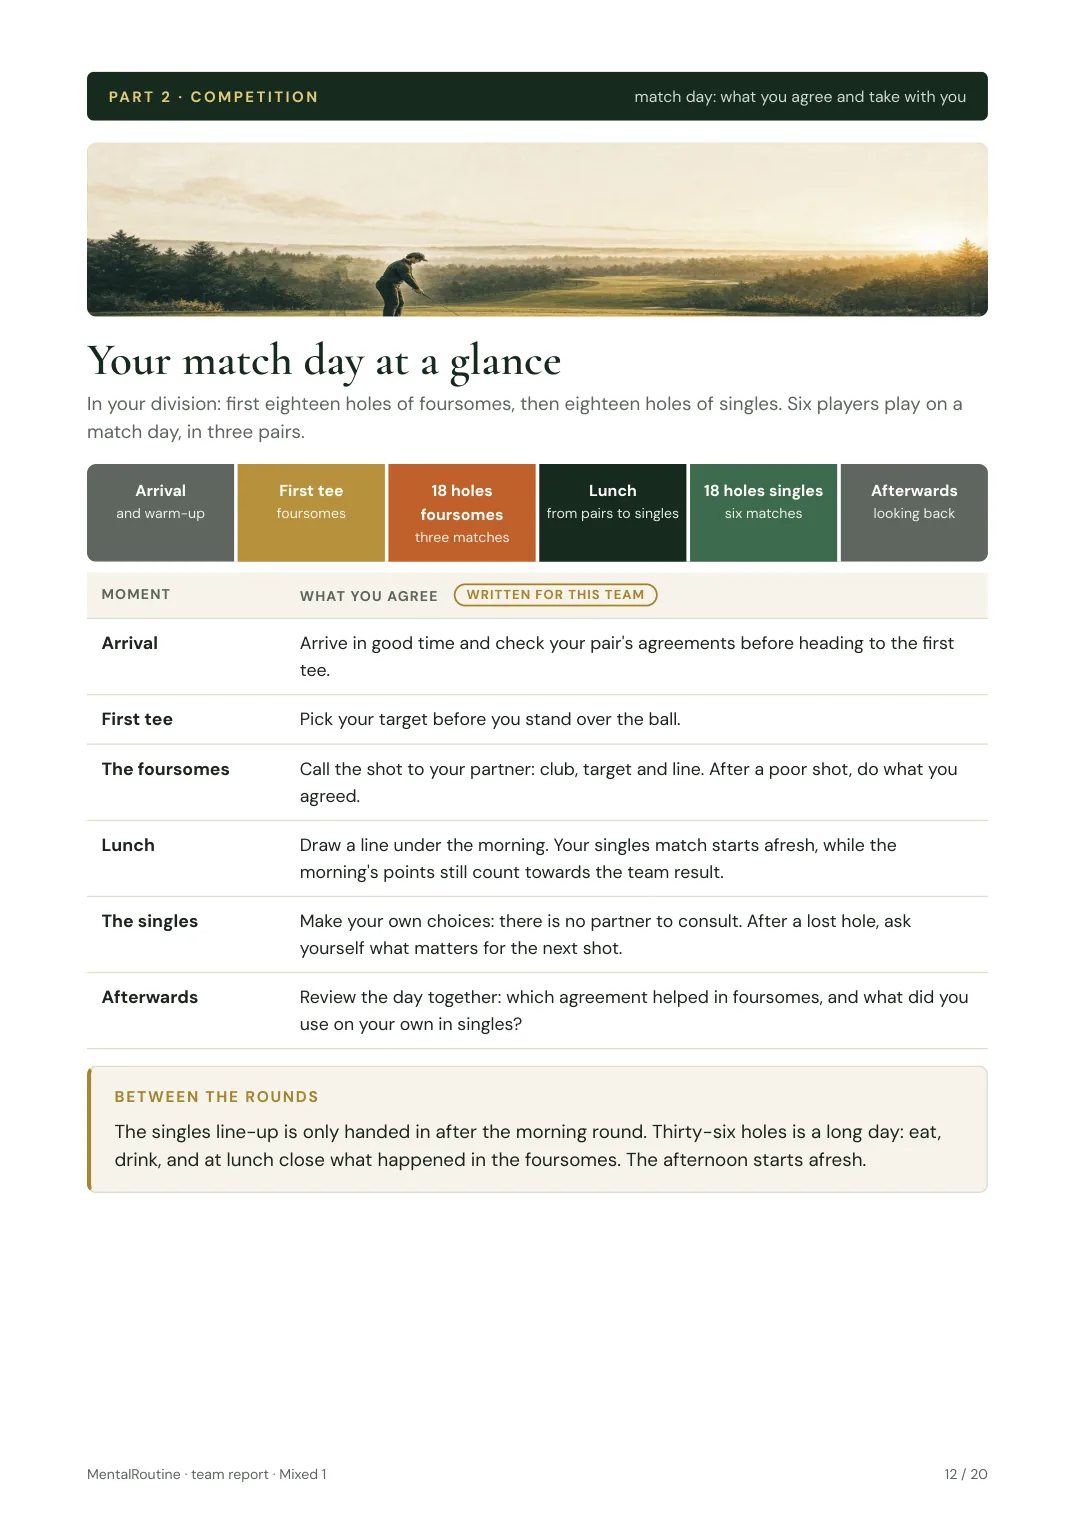 PART 2 · COMPETITION
match day: what you agree and take with you
Your match day at a glance
In your division: first eighteen holes of foursomes, then eighteen holes of singles. Six players play on a
match day, in three pairs.
Arrival
and warm-up
First tee
foursomes
18 holes
foursomes
three matches
Lunch
from pairs to singles
18 holes singles
six matches
Afterwards
looking back
MOMENT
WHAT YOU AGREE
WRITTEN FOR THIS TEAM
Arrival
Arrive in good time and check your pair's agreements before heading to the first
tee.
First tee
Pick your target before you stand over the ball.
The foursomes
Call the shot to your partner: club, target and line. After a poor shot, do what you
agreed.
Lunch
Draw a line under the morning. Your singles match starts afresh, while the
morning's points still count towards the team result.
The singles
Make your own choices: there is no partner to consult. After a lost hole, ask
yourself what matters for the next shot.
Afterwards
Review the day together: which agreement helped in foursomes, and what did you
use on your own in singles?
BETWEEN THE ROUNDS
The singles line-up is only handed in after the morning round. Thirty-six holes is a long day: eat,
drink, and at lunch close what happened in the foursomes. The afternoon starts afresh.
MentalRoutine · team report · Mixed 1
12 / 20